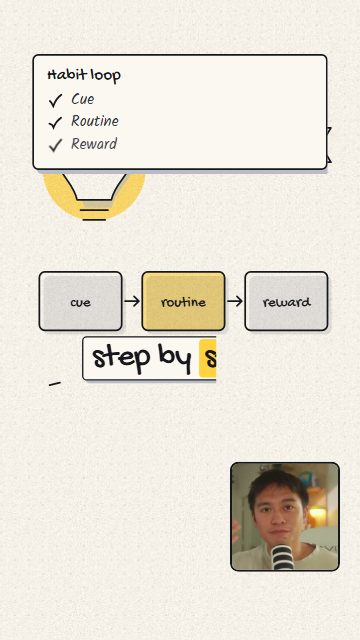 Habit loop
Cue
Routine
Reward
cue
routine
reward
step by